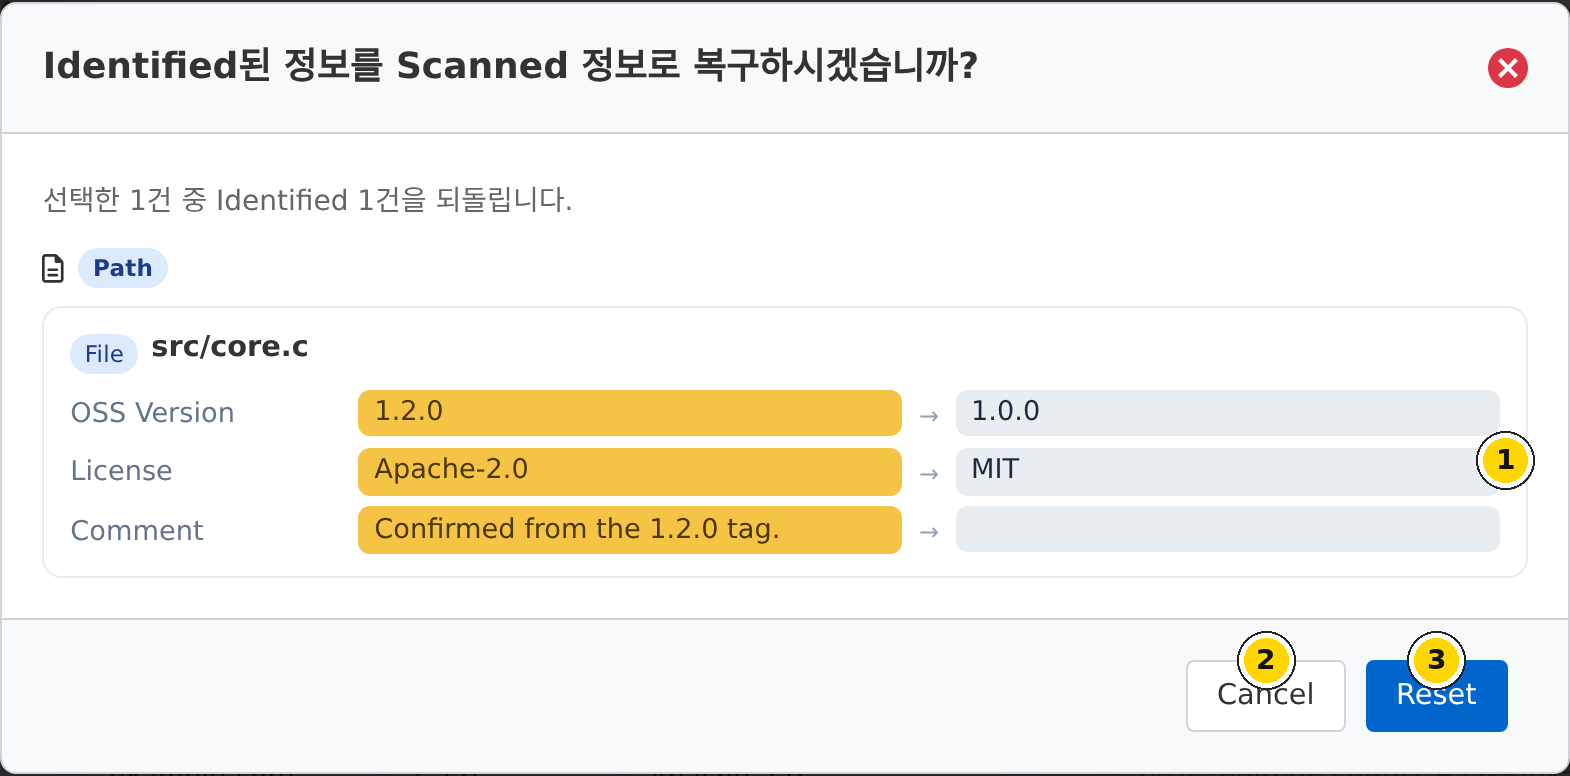 Identified된 정보를 Scanned 정보로 복구하시겠습니까?
선택한 1건 중 Identified 1건을 되돌립니다.
Path
File src/core.c
OSS Version 1.2.0 → 1.0.0
License Apache-2.0 → MIT
1
Comment Confirmed from the 1.2.0 tag. →
2 3
Cancel Reset